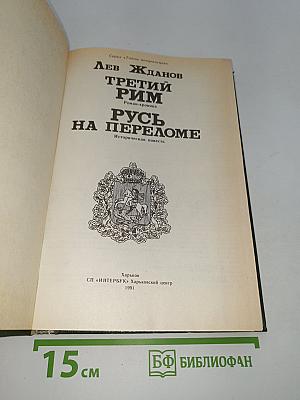 Лев Жданов
ТРЕТИЙ
РИМ
Роман-хроника
РУСЬ
НА ПЕРЕЛОМЕ
Историческая повесть
Харьков
СП «ИНТЕРБУК» Харьковский центр
1991
15 см
БФ БИБЛИОФАН